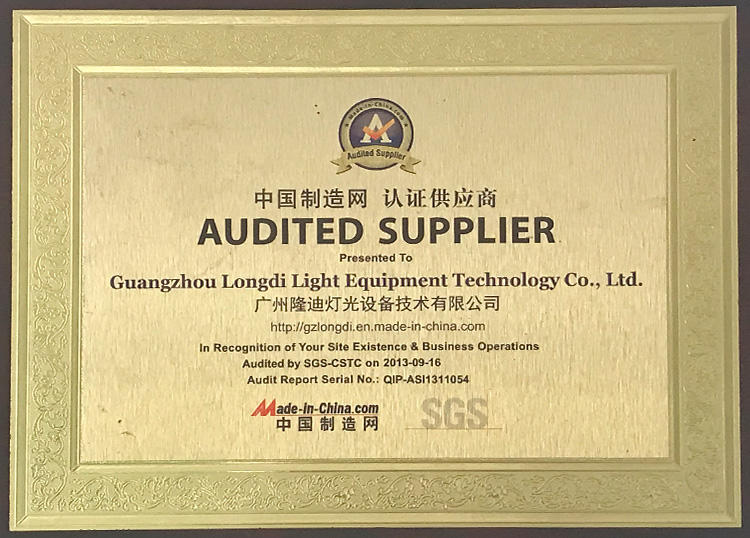 Made-in-China.com
A
Audited Supplier
中国制造网 认证供应商
AUDITED SUPPLIER
Presented To
Guangzhou Longdi Light Equipment Technology Co., Ltd.
广州隆迪灯光设备技术有限公司
http://gzlongdi.en.made-in-china.com
In Recognition of Your Site Existence & Business Operations
Audited by SGS-CSTC on 2013-09-16
Audit Report Serial No.: QIP-ASI1311054
Made-in-China.com
中国制造网
SGS